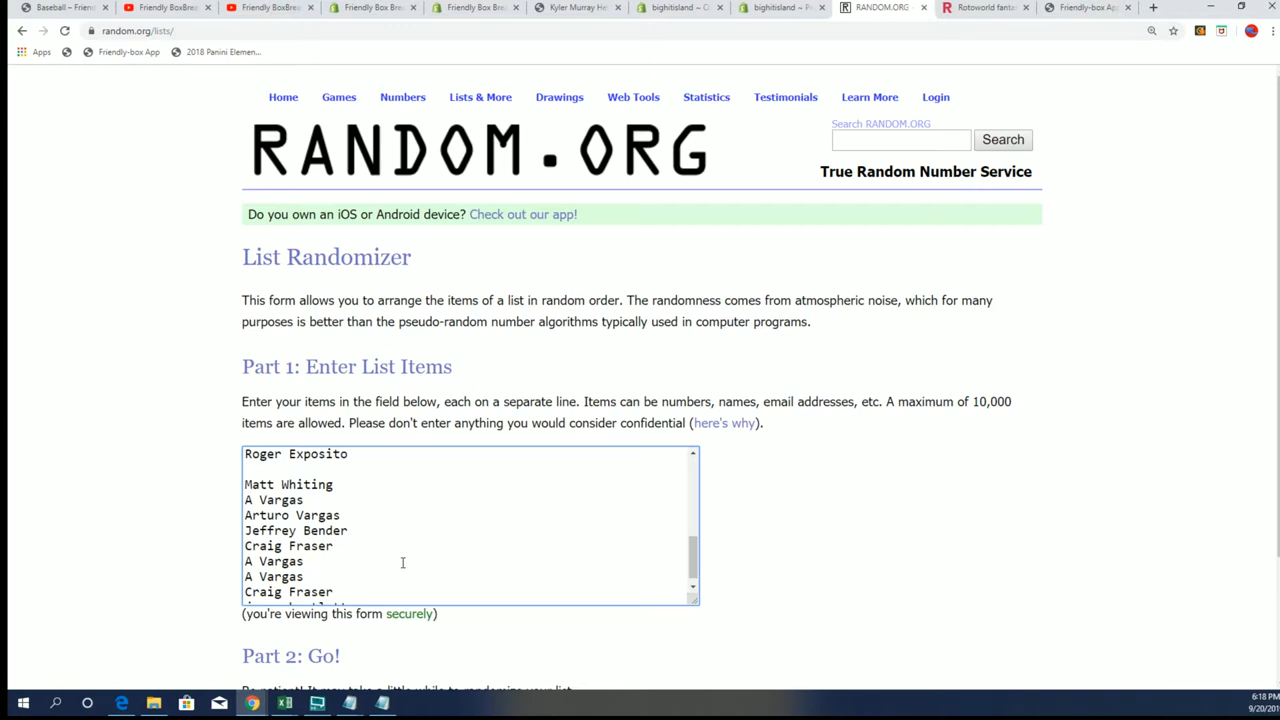 Baseball ~ Frien
Friendly BoxBrea
Friendly BoxBrea
Friendly Box Brea
Friendly Box Brea
Kyler Murray He
bighitisland ~ O
bighitisland ~ P
RANDOM.ORG
Rotoworld fantas
Friendly-box App
random.org/lists/
Apps
Friendly-box App
2018 Panini Elemen...
Home
Games
Numbers
Lists & More
Drawings
Web Tools
Statistics
Testimonials
Learn More
Login
RANDOM.ORG
Search RANDOM.ORG
Search
True Random Number Service
Do you own an iOS or Android device? Check out our app!
List Randomizer
This form allows you to arrange the items of a list in random order. The randomness comes from atmospheric noise, which for many
purposes is better than the pseudo-random number algorithms typically used in computer programs.
Part 1: Enter List Items
Enter your items in the field below, each on a separate line. Items can be numbers, names, email addresses, etc. A maximum of 10,000
items are allowed. Please don't enter anything you would consider confidential (here's why).
Roger Exposito
Matt Whiting
A Vargas
Arturo Vargas
Jeffrey Bender
Craig Fraser
A Vargas
A Vargas
Craig Fraser
(you're viewing this form securely)
Part 2: Go!
6:18 PM